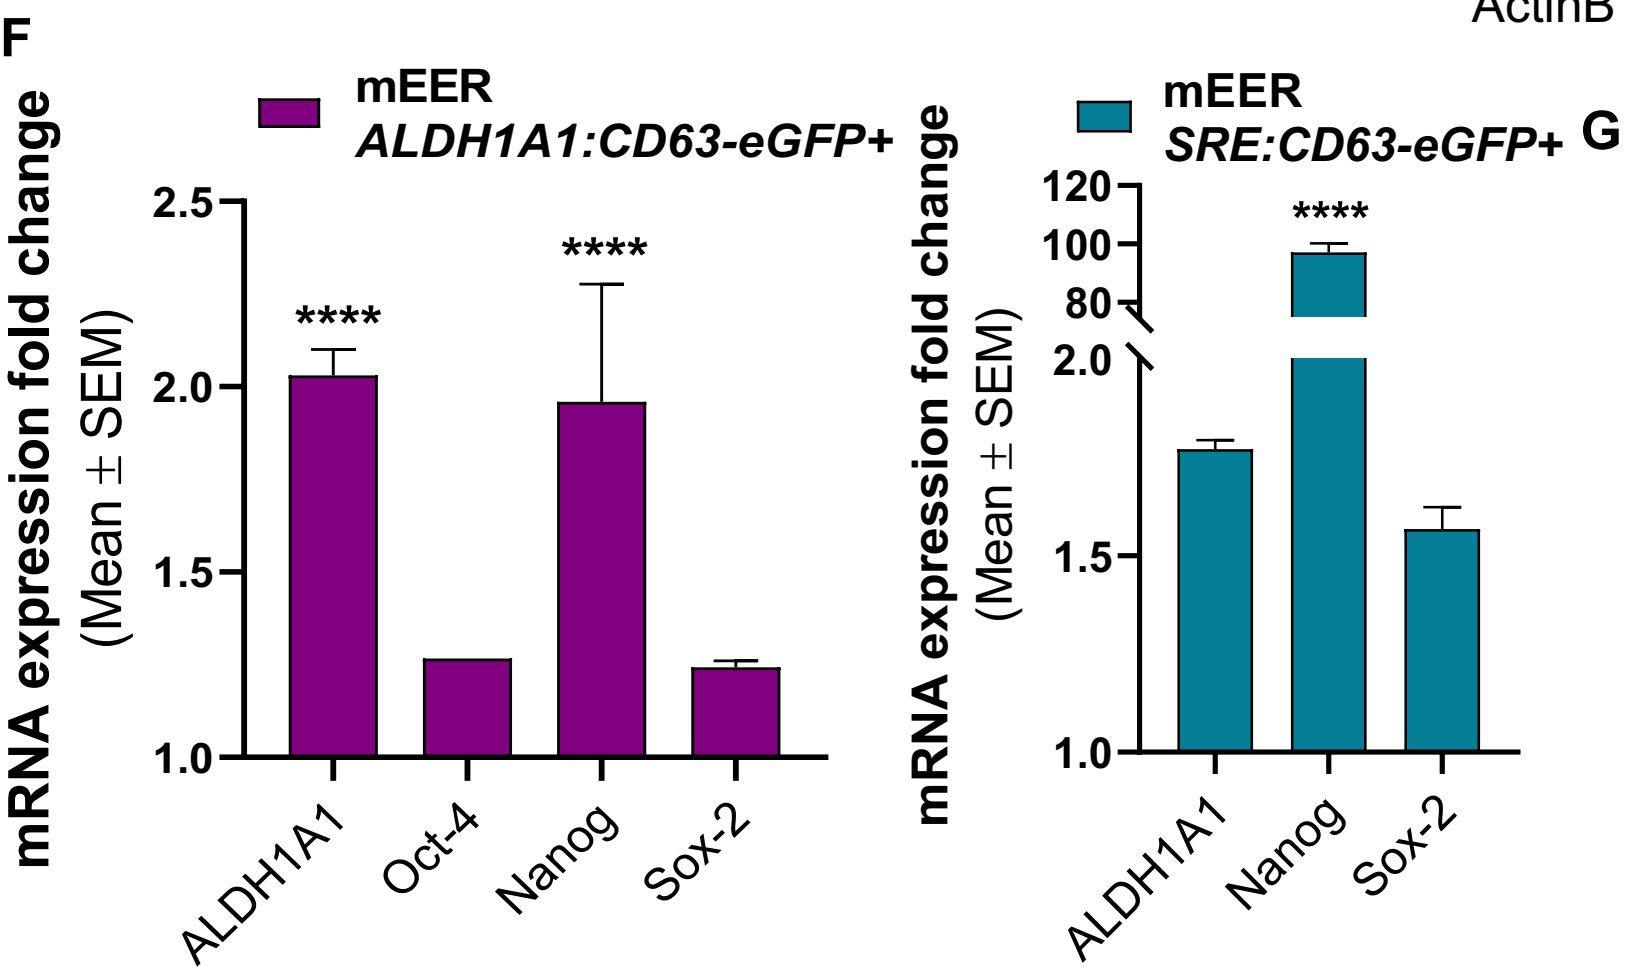 ActinB
F
mEER
ALDH1A1:CD63-eGFP+
mRNA expression fold change
(Mean ± SEM)
2.5
2.0
1.5
1.0
****
****
ALDH1A1
Oct-4
Nanog
Sox-2
mEER
SRE:CD63-eGFP+
G
mRNA expression fold change
(Mean ± SEM)
120
100
80
2.0
1.5
1.0
****
ALDH1A1
Nanog
Sox-2